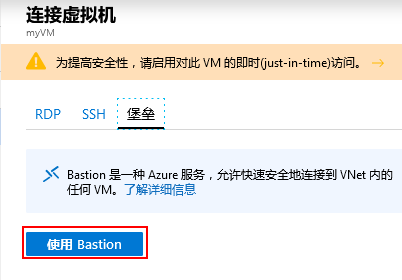 连接虚拟机
myVM
为提高安全性，请启用对此 VM 的即时(just-in-time)访问。 →
RDP SSH 堡垒
Bastion 是一种 Azure 服务，允许快速安全地连接到 VNet 内的
任何 VM。了解详细信息
使用 Bastion